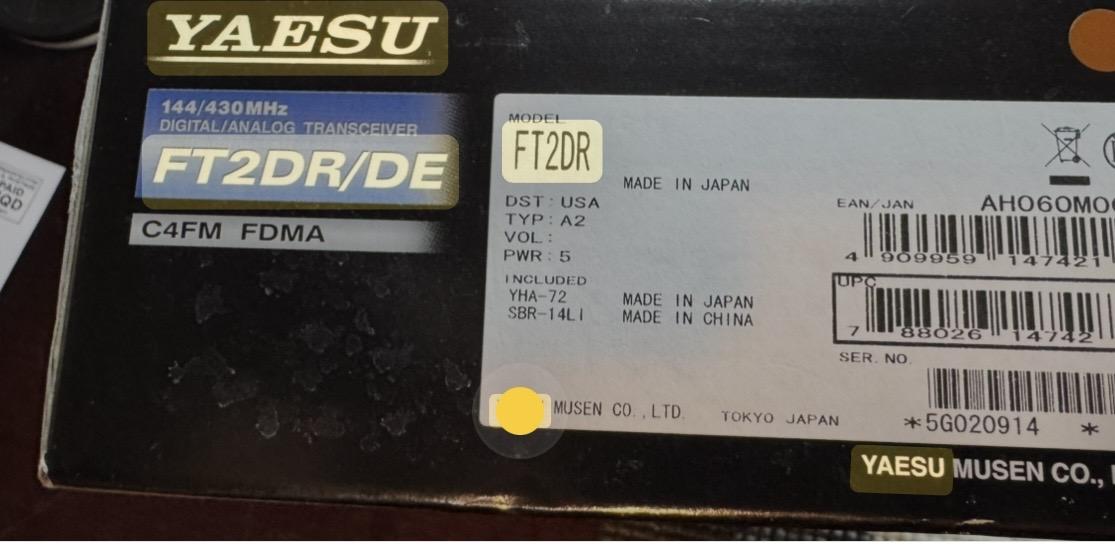 YAESU
144/430MHz
DIGITAL/ANALOG TRANSCEIVER
FT2DR/DE
C4FM FDMA
MODEL
FT2DR
MADE IN JAPAN
DST: USA
TYP: A2
VOL:
PWR: 5
INCLUDED
YHA-72 MADE IN JAPAN
SBR-14LI MADE IN CHINA
MUSEN CO.,LTD. TOKYO JAPAN
EAN/JAN
4 909959 147421
UPC
7 88026 14742
SER. NO.
*5G020914 *
YAESU MUSEN CO.,
PAID